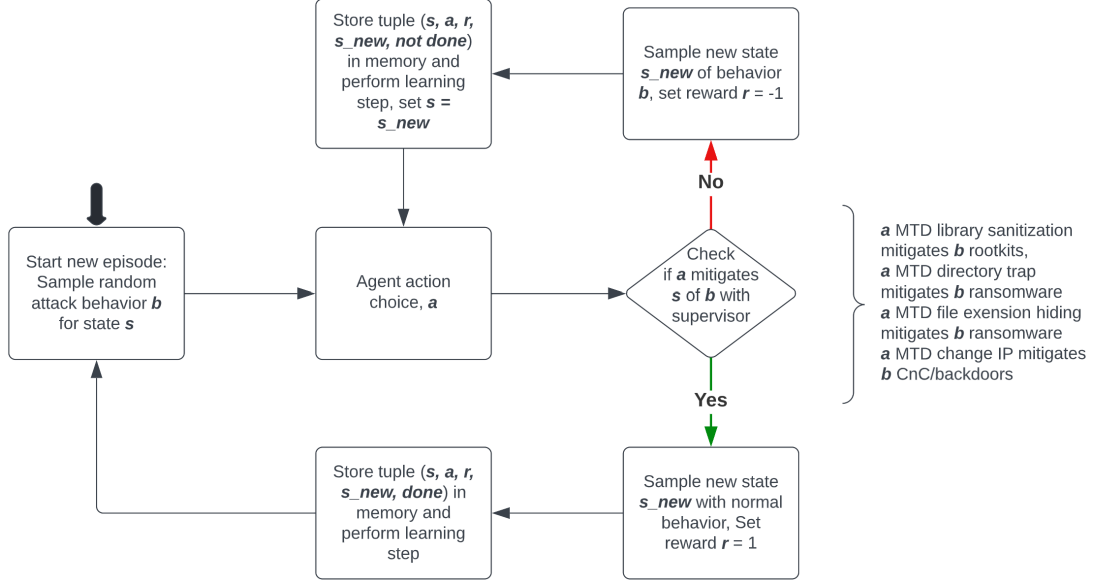 Store tuple (s, a, r,
s_new, not done)
in memory and
perform learning
step, set s =
s_new
Sample new state
s_new of behavior
b, set reward r = -1
No
Start new episode:
Sample random
attack behavior b
for state s
Agent action
choice, a
Check
if a mitigates
s of b with
supervisor
a MTD library sanitization
mitigates b rootkits,
a MTD directory trap
mitigates b ransomware
a MTD file exension hiding
mitigates b ransomware
a MTD change IP mitigates
b CnC/backdoors
Yes
Store tuple (s, a, r,
s_new, done) in
memory and
perform learning
step
Sample new state
s_new with normal
behavior, Set
reward r = 1